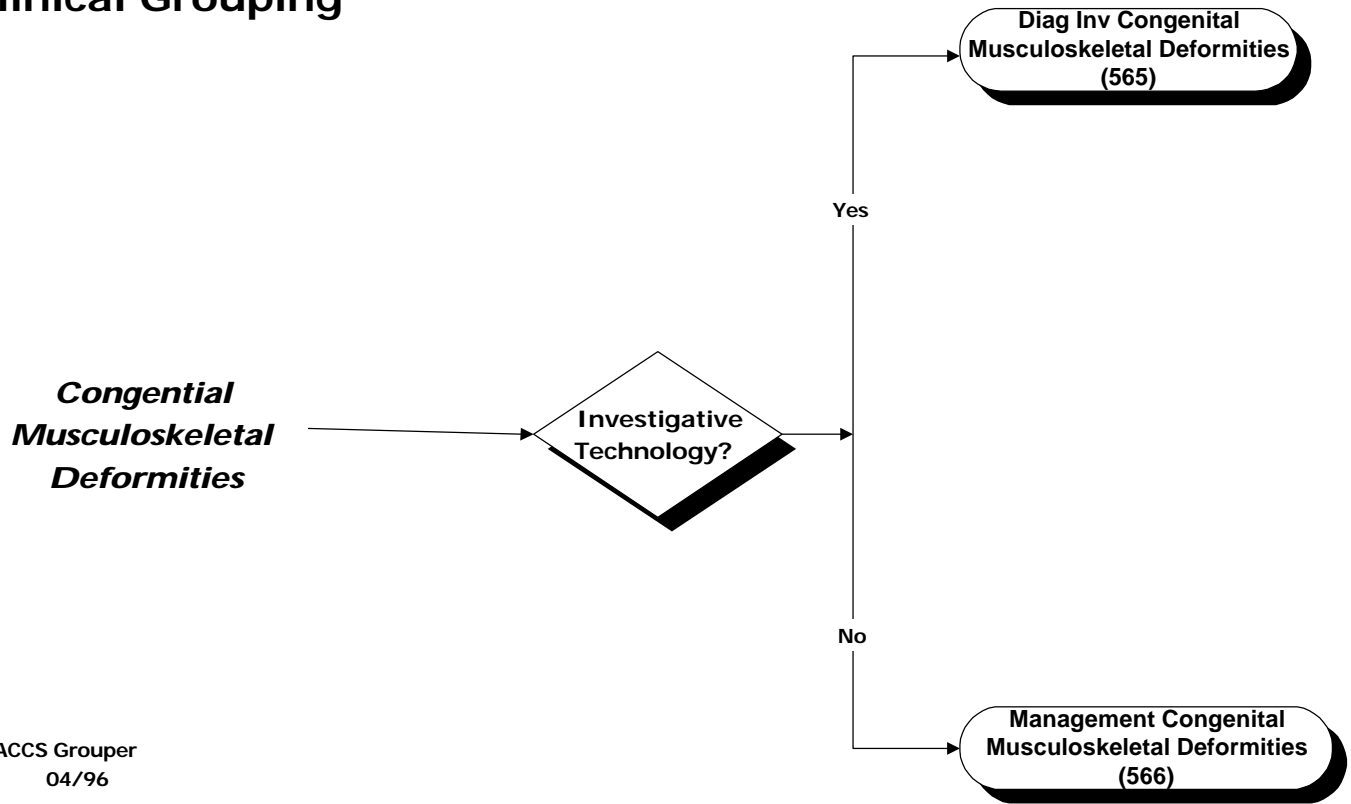 inical Grouping
Diag Inv Congenital
Musculoskeletal Deformities
(565)
Yes
Congential
Musculoskeletal
Deformities
Investigative
Technology?
No
Management Congenital
Musculoskeletal Deformities
(566)
ACCS Grouper
04/96